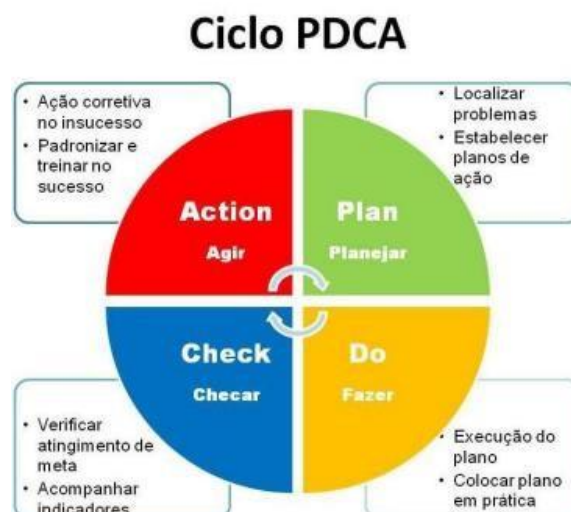 Ciclo PDCA
• Ação corretiva
no insucesso
• Padronizar e
treinar no
sucesso
• Localizar
problemas
• Estabelecer
planos de
ação
Action
Agir
Plan
Planejar
Check
Checar
Do
Fazer
• Verificar
atingimento de
meta
• Acompanhar
indicadores
• Execução do
plano
• Colocar plano
em prática